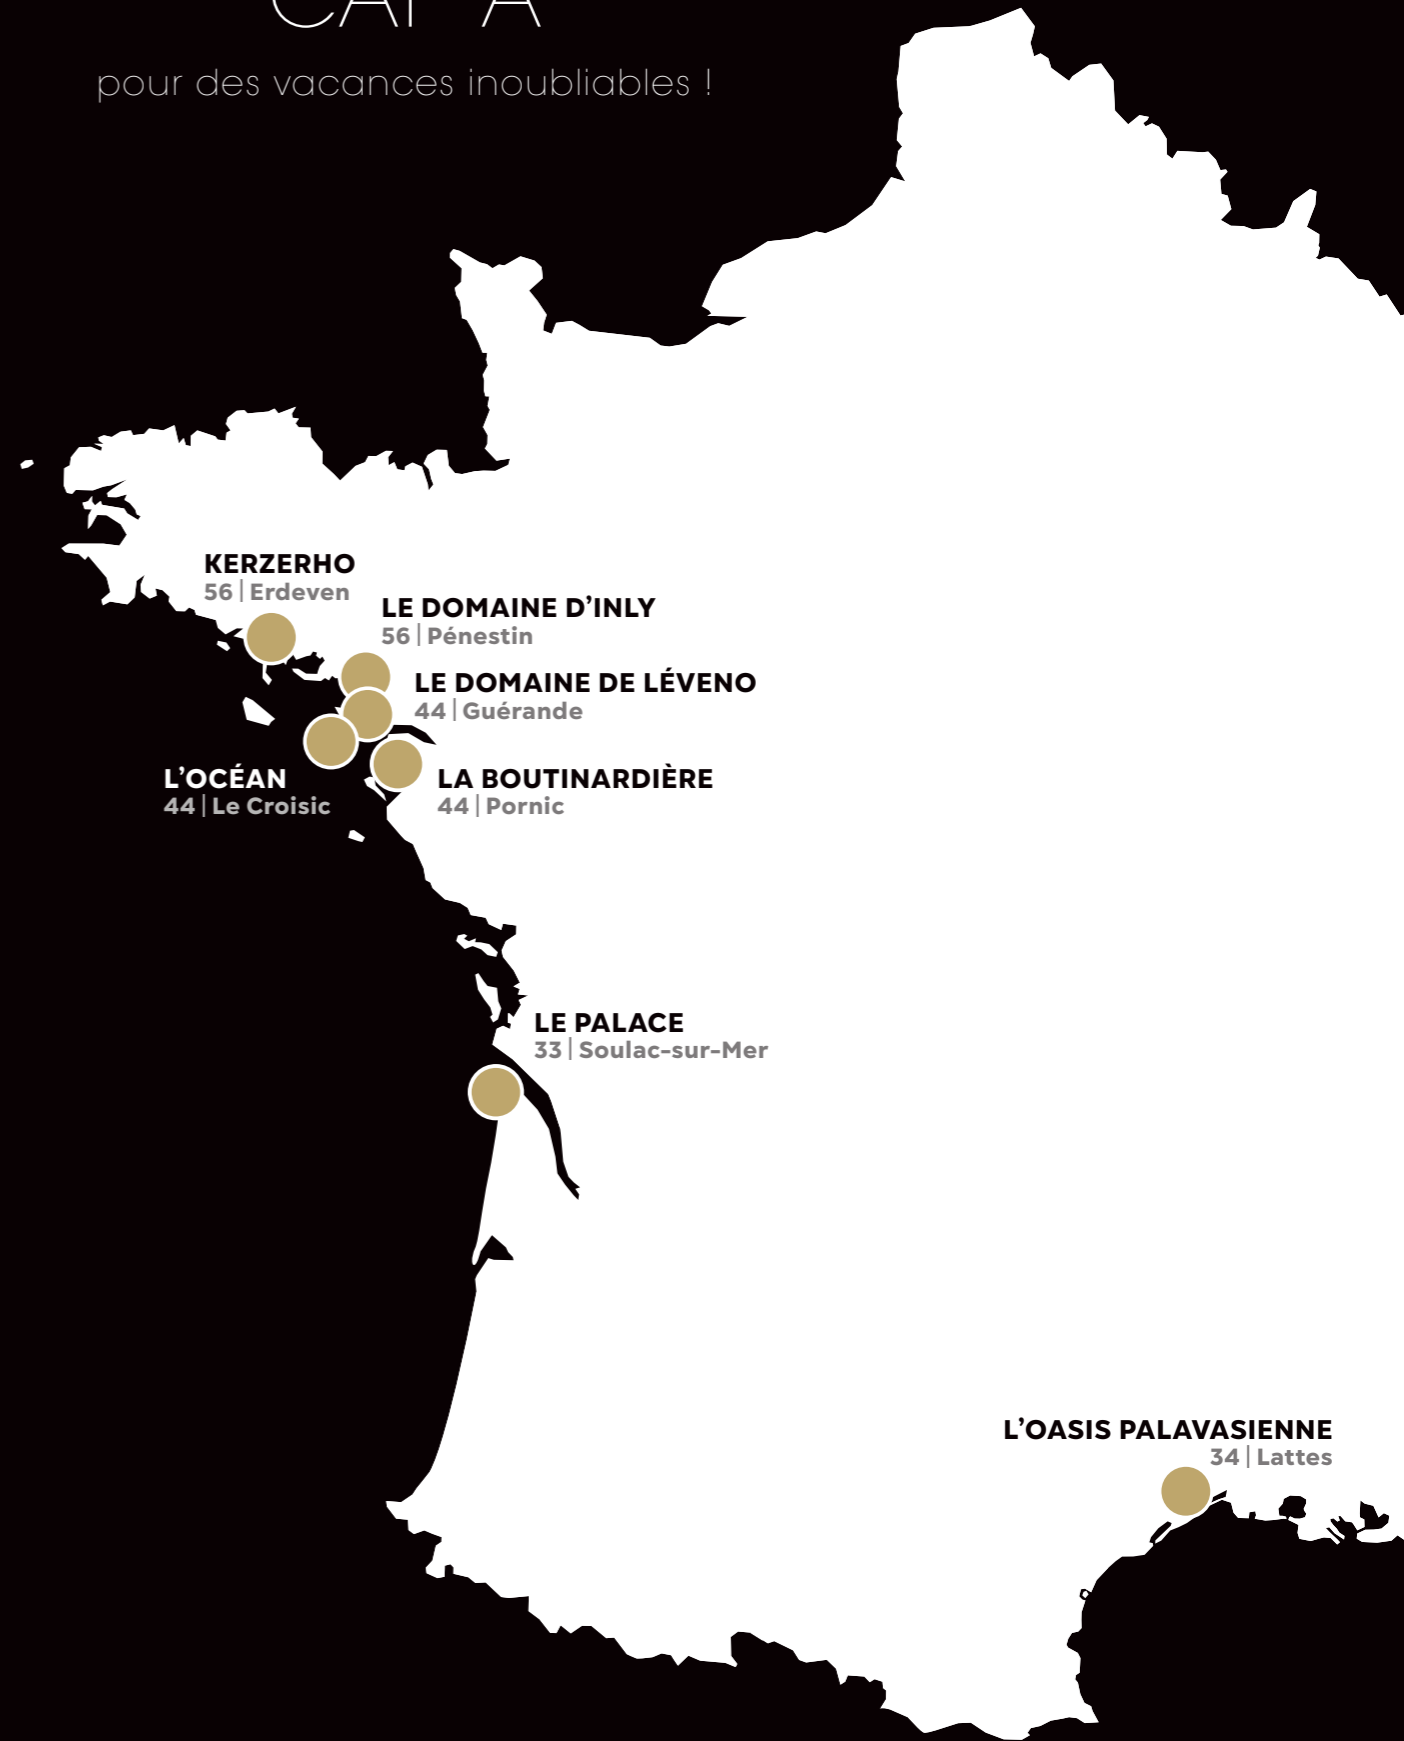 pour des vacances inoubliables !
KERZERHO
56 | Erdeven
LE DOMAINE D’INLY
56 | Pénestin
LE DOMAINE DE LÉVENO
44 | Guérande
L’OCÉAN
44 | Le Croisic
LA BOUTINARDIÈRE
44 | Pornic
LE PALACE
33 | Soulac-sur-Mer
L’OASIS PALAVASIENNE
34 | Lattes